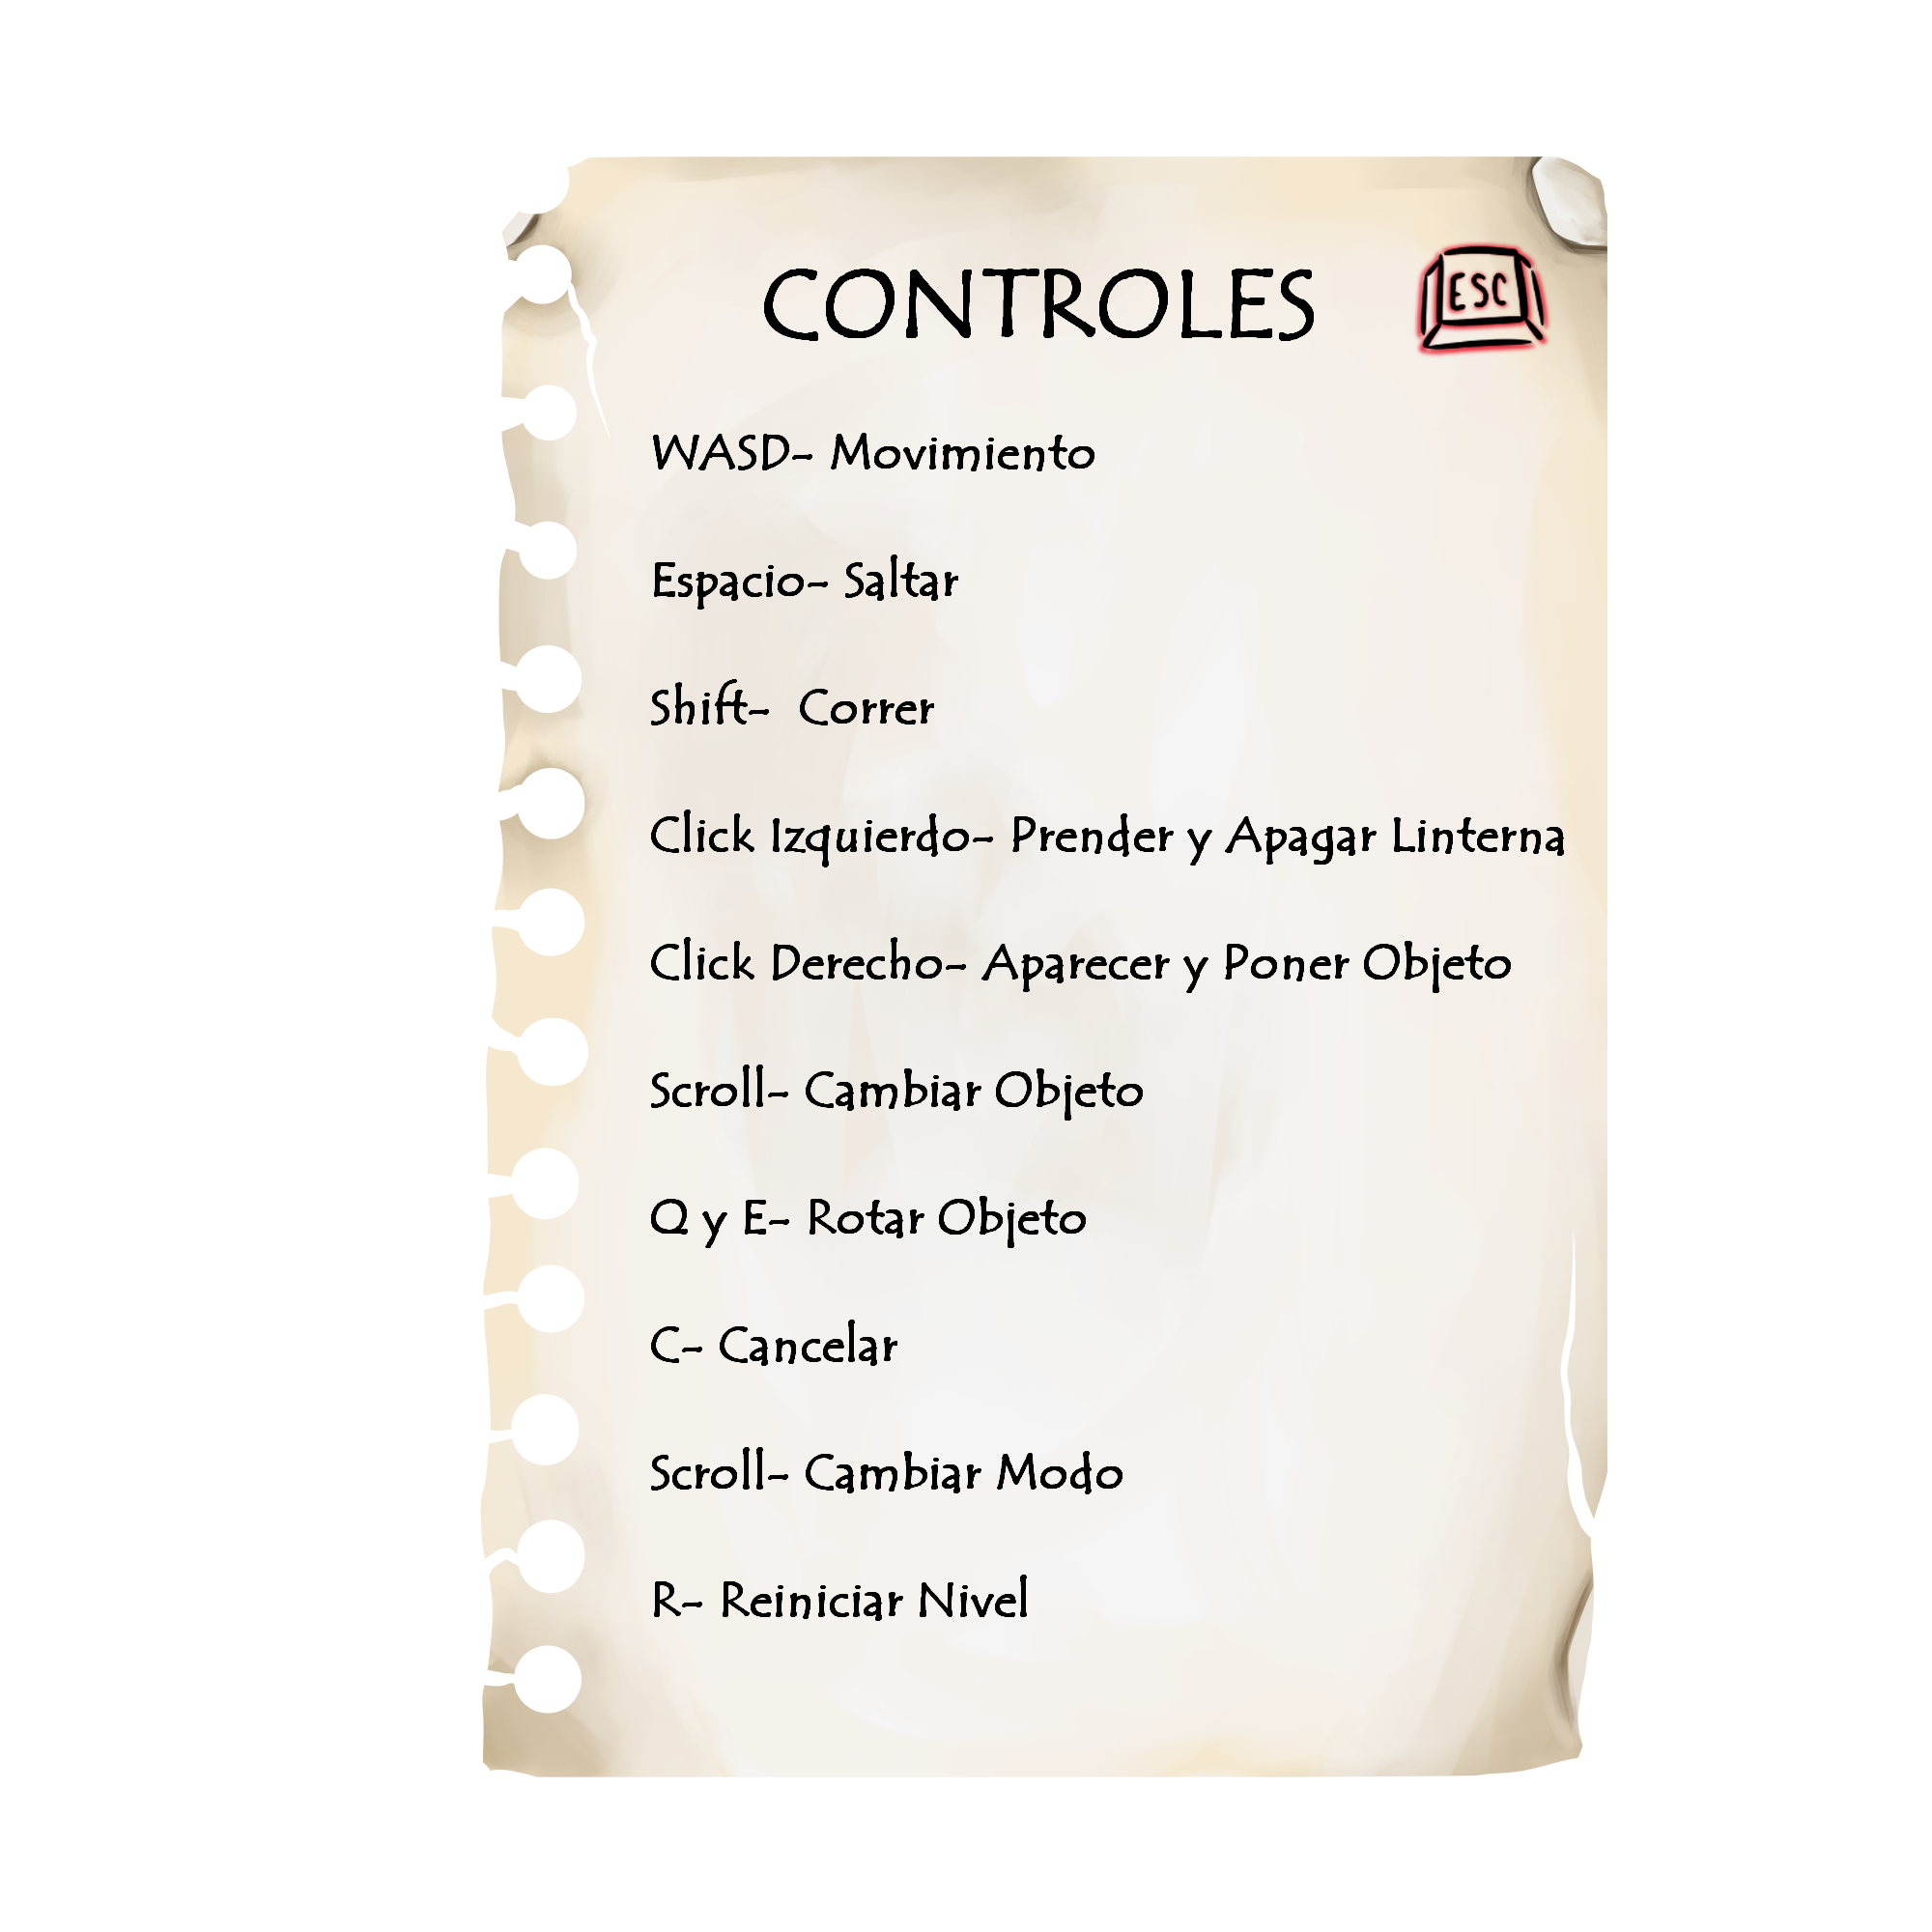 CONTROLES
ESC
WASD- Movimiento
Espacio- Saltar
Shift- Correr
Click Izquierdo- Prender y Apagar Linterna
Click Derecho- Aparecer y Poner Objeto
Scroll- Cambiar Objeto
Q y E- Rotar Objeto
C- Cancelar
Scroll- Cambiar Modo
R- Reiniciar Nivel